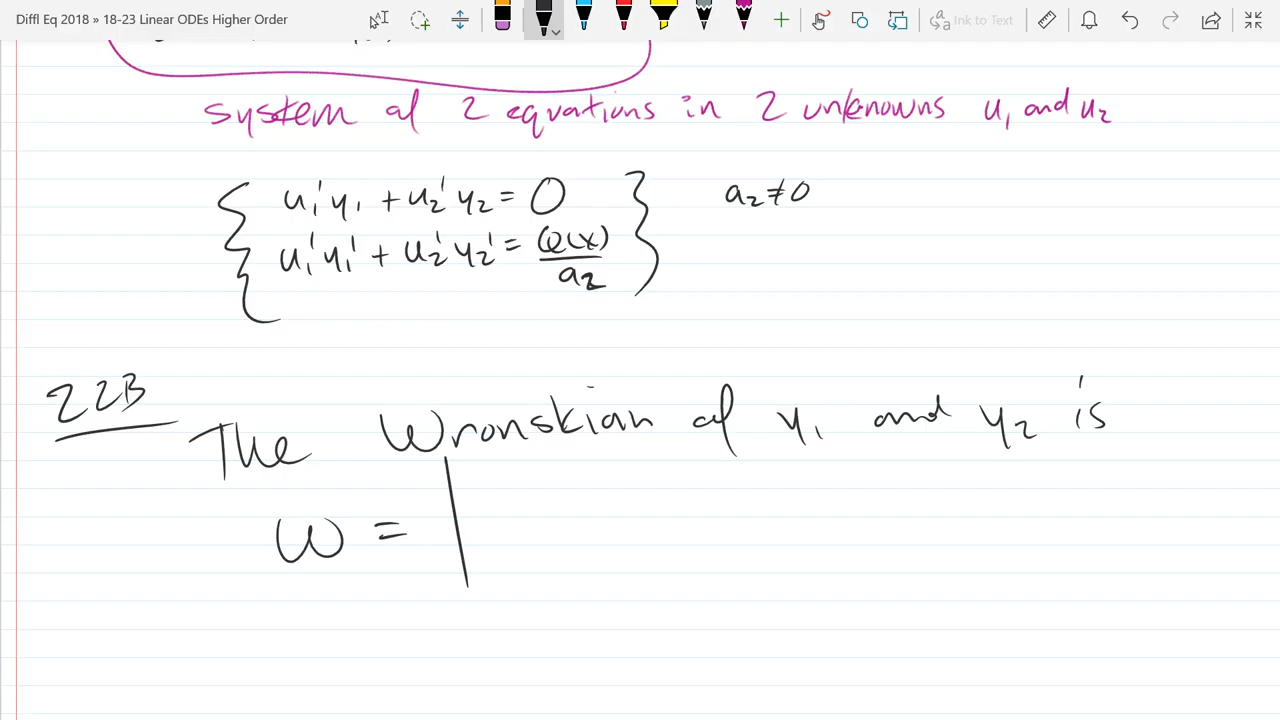 Diffl Eq 2018 » 18-23 Linear ODEs Higher Order
Ink to Text
system of 2 equations in 2 unknowns u₁ and u₂
u₁'y₁ + u₂'y₂ = 0 a₂≠0
u₁'y₁' + u₂'y₂' = Q(x)/a₂
22B
The Wronskian of y₁ and y₂ is
W = |